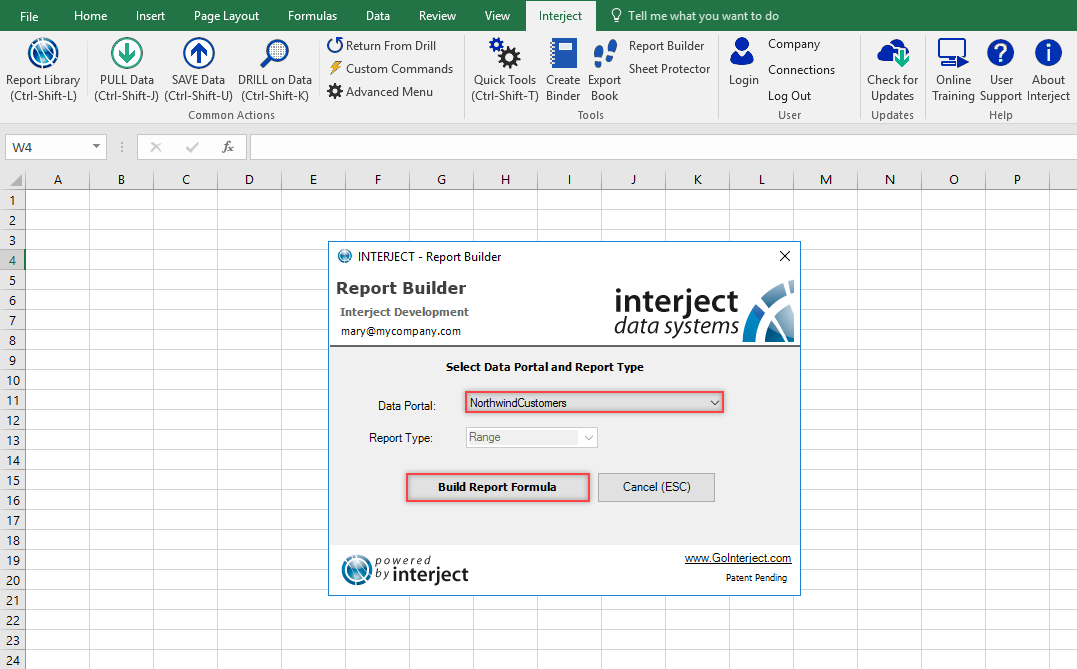 File Home Insert Page Layout Formulas Data Review View Interject Tell me what you want to do
Report Library
(Ctrl-Shift-L)
PULL Data
(Ctrl-Shift-J)
SAVE Data
(Ctrl-Shift-U)
DRILL on Data
(Ctrl-Shift-K)
Return From Drill
Custom Commands
Advanced Menu
Common Actions
Quick Tools
(Ctrl-Shift-T)
Create
Binder
Export
Book
Report Builder
Sheet Protector
Tools
Login
Company
Connections
Log Out
User
Check for
Updates
Updates
Online
Training
User
Support
About
Interject
Help
W4 fx
A B C D E F G H I J K L M N O P
1
2
3
4
5
6
7
8
9
10
11
12
13
14
15
16
17
18
19
20
21
22
23
24
INTERJECT - Report Builder
Report Builder
Interject Development
mary@mycompany.com
interject
data systems
Select Data Portal and Report Type
Data Portal: NorthwindCustomers
Report Type: Range
Build Report Formula Cancel (ESC)
powered
by interject
www.GoInterject.com
Patent Pending